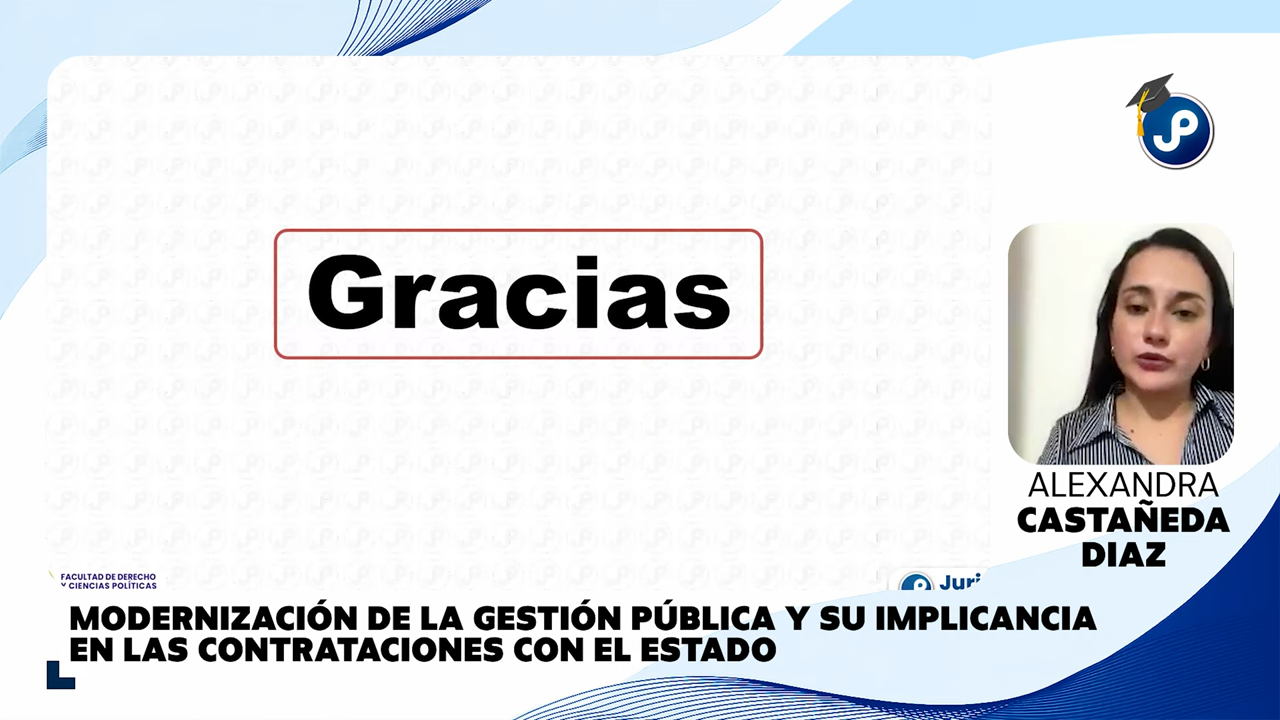 Gracias
ALEXANDRA
CASTAÑEDA
DIAZ
FACULTAD DE DERECHO
Y CIENCIAS POLÍTICAS
Juri
MODERNIZACIÓN DE LA GESTIÓN PÚBLICA Y SU IMPLICANCIA
EN LAS CONTRATACIONES CON EL ESTADO